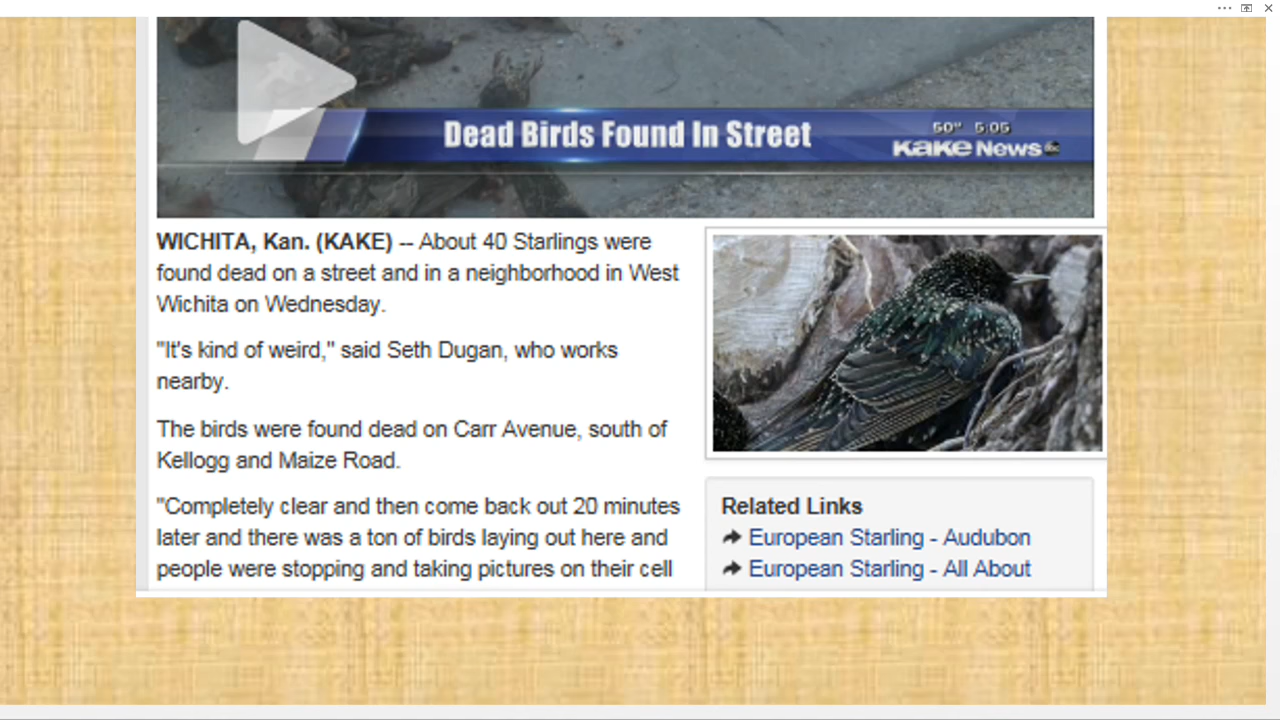 Dead Birds Found In Street
50° 5:05
KAKE News abc
WICHITA, Kan. (KAKE) -- About 40 Starlings were
found dead on a street and in a neighborhood in West
Wichita on Wednesday.
"It's kind of weird," said Seth Dugan, who works
nearby.
The birds were found dead on Carr Avenue, south of
Kellogg and Maize Road.
"Completely clear and then come back out 20 minutes
later and there was a ton of birds laying out here and
people were stopping and taking pictures on their cell
Related Links
European Starling - Audubon
European Starling - All About